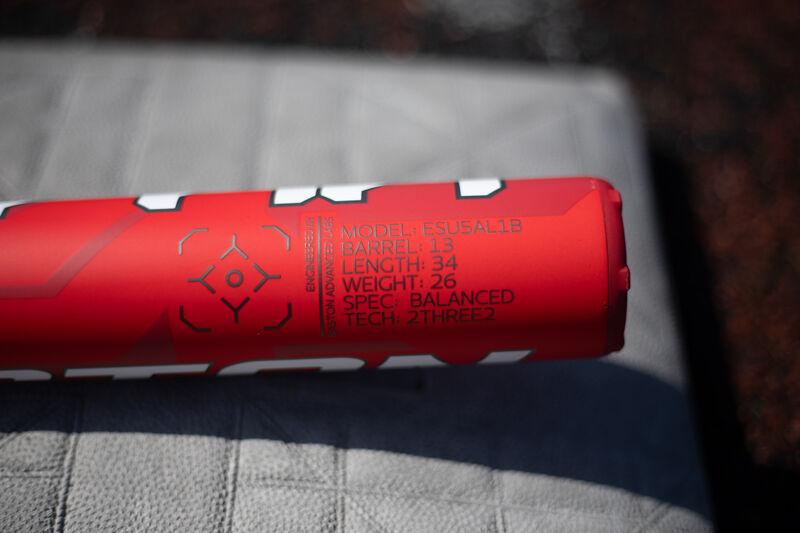 ENGINEERED BY
EASTON ADVANCED LABS
MODEL: ESU5AL1B
BARREL: 13
LENGTH: 34
WEIGHT: 26
SPEC: BALANCED
TECH: 2THREE2